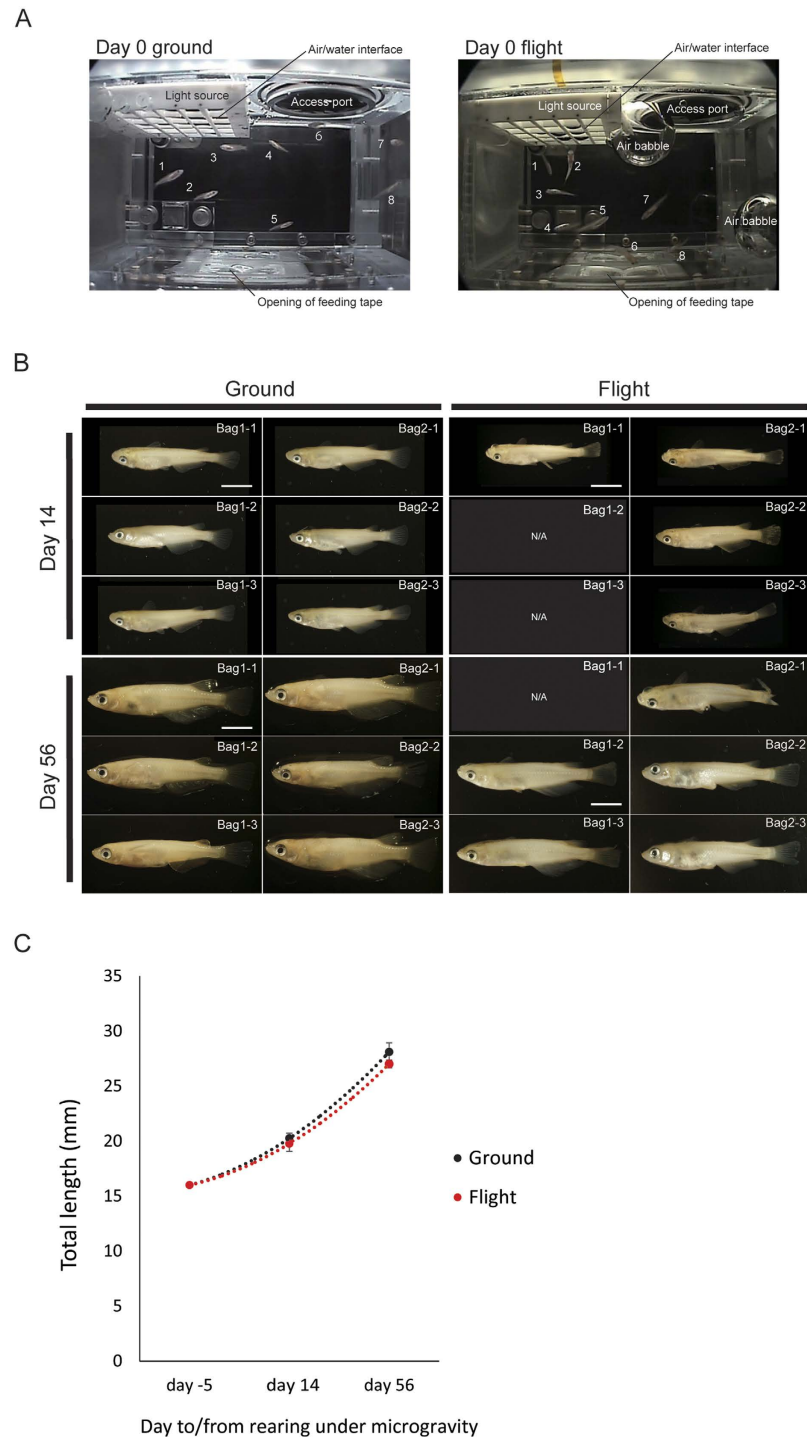 A
Day 0 ground
Air/water interface
Light source
Access port
1
2
3
4
5
6
7
8
Opening of feeding tape
Day 0 flight
Air/water interface
Light source
Access port
Air babble
Air babble
1
2
3
4
5
6
7
8
Opening of feeding tape
B
Ground
Flight
Day 14
Bag1-1
Bag2-1
Bag1-1
Bag2-1
Bag1-2
Bag2-2
Bag1-2
N/A
Bag2-2
Bag1-3
Bag2-3
Bag1-3
N/A
Bag2-3
Day 56
Bag1-1
Bag2-1
Bag1-1
N/A
Bag2-1
Bag1-2
Bag2-2
Bag1-2
Bag2-2
Bag1-3
Bag2-3
Bag1-3
Bag2-3
C
Total length (mm)
35
30
25
20
15
10
5
0
day -5
day 14
day 56
Day to/from rearing under microgravity
Ground
Flight